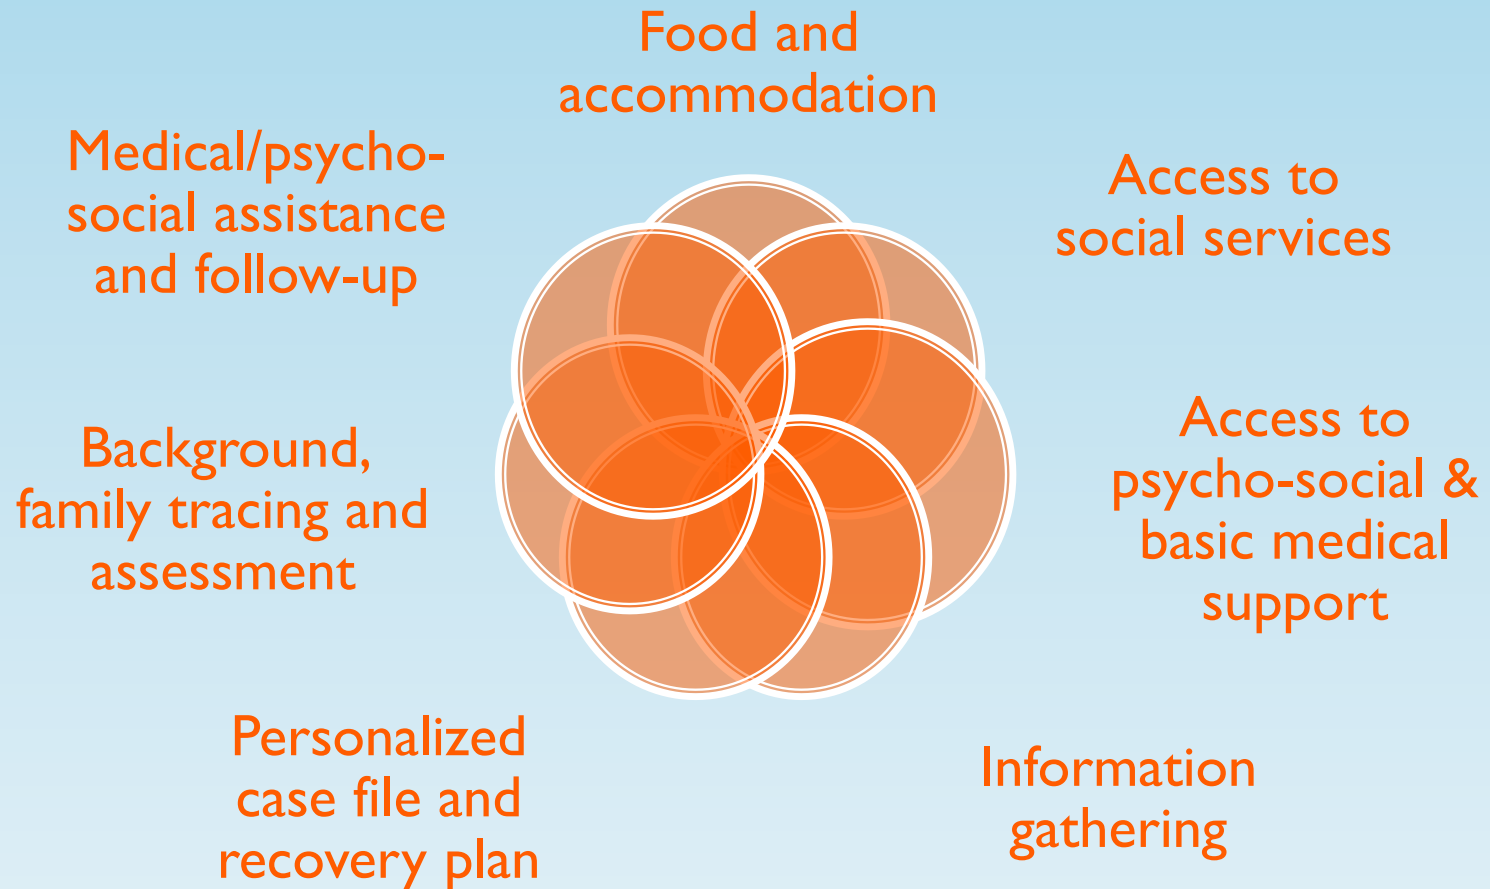 Food and
accommodation
Access to
social services
Access to
psycho-social &
basic medical
support
Information
gathering
Personalized
case file and
recovery plan
Background,
family tracing and
assessment
Medical/psycho-
social assistance
and follow-up